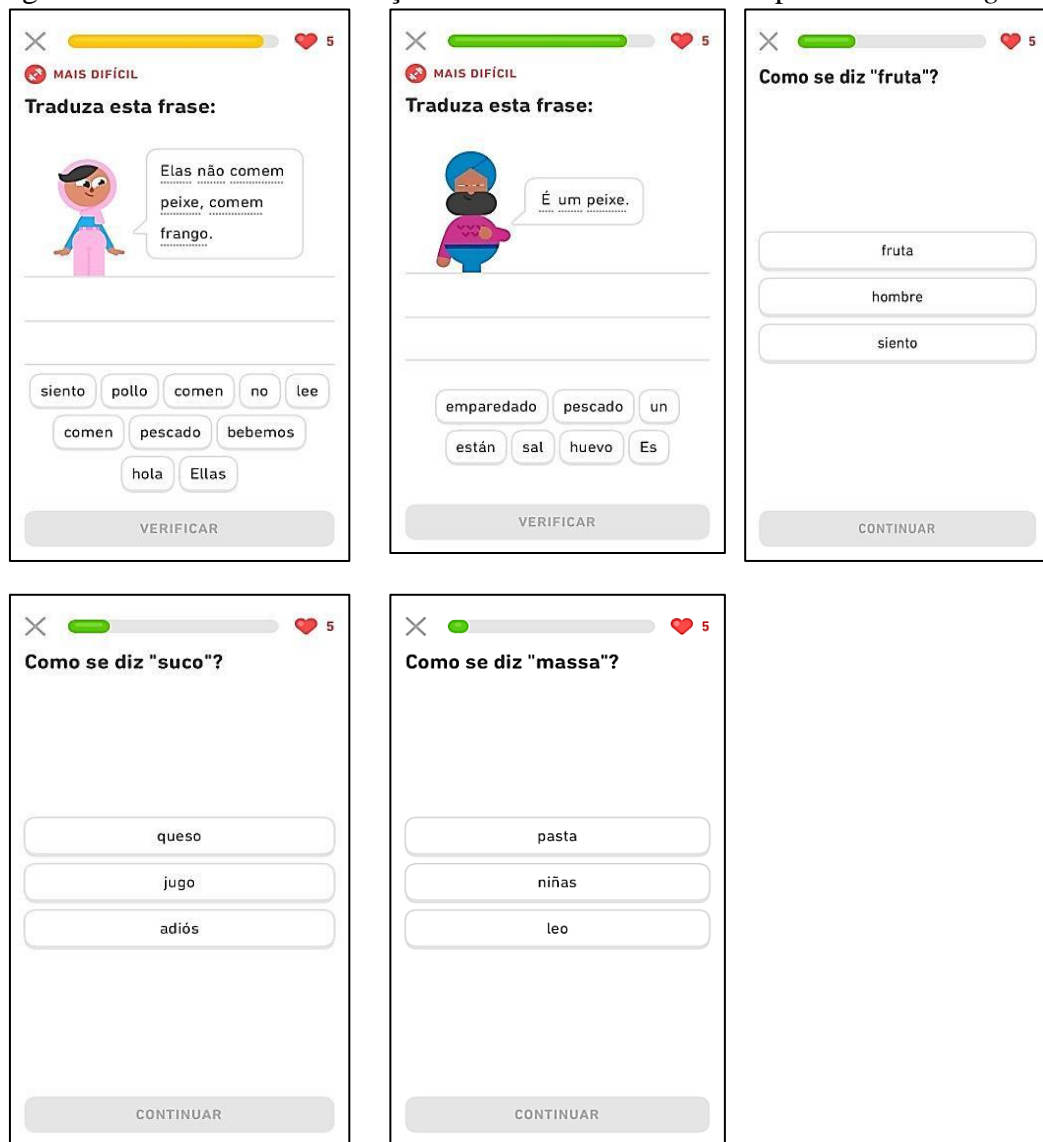 5
MAIS DIFÍCIL
Traduza esta frase:
Elas não comem
peixe, comem
frango.
siento pollo comen no lee
comen pescado bebemos
hola Ellas
VERIFICAR
5
MAIS DIFÍCIL
Traduza esta frase:
É um peixe.
emparedado pescado un
están sal huevo Es
VERIFICAR
5
Como se diz "fruta"?
fruta
hombre
siento
CONTINUAR
5
Como se diz "suco"?
queso
jugo
adiós
CONTINUAR
5
Como se diz "massa"?
pasta
niñas
leo
CONTINUAR